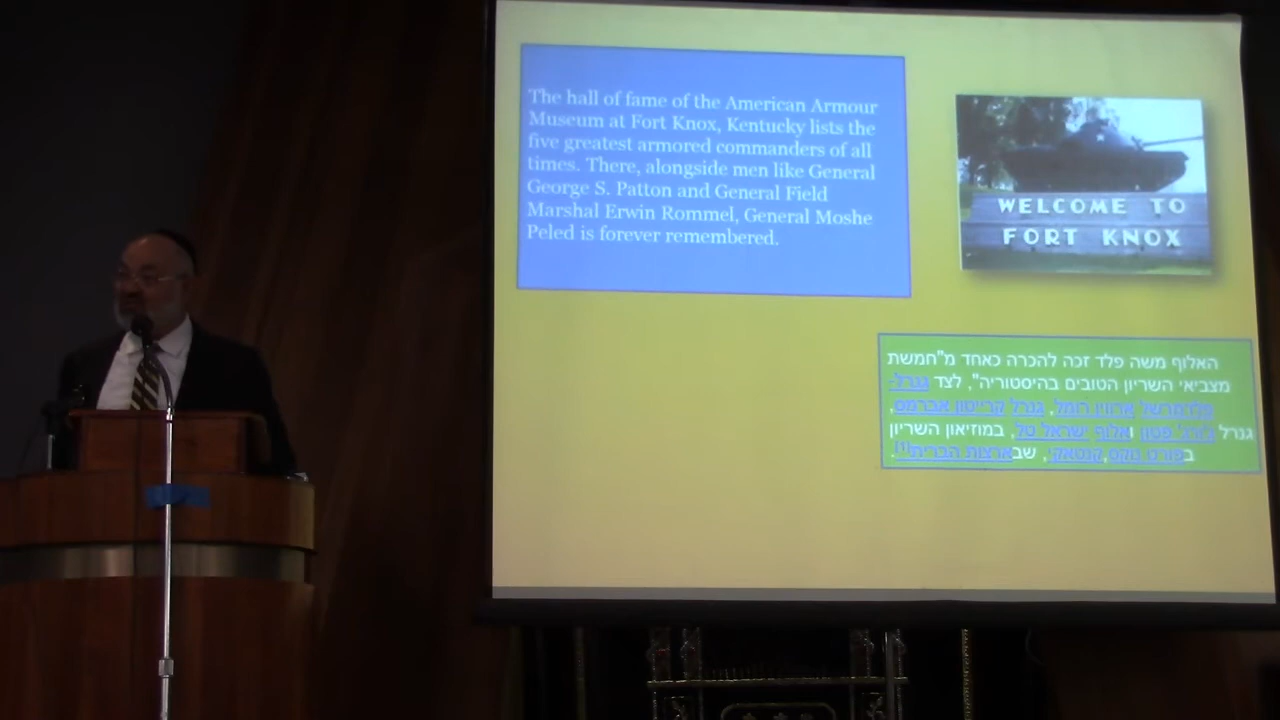 The hall of fame of the American Armour
Museum at Fort Knox, Kentucky lists the
five greatest armored commanders of all
times. There, alongside men like General
George S. Patton and General Field
Marshal Erwin Rommel, General Moshe
Peled is forever remembered.
WELCOME TO
FORT KNOX
האלוף משה פלד זכה להכרה כאחד מ"חמשת
מצביאי השריון הטובים בהיסטוריה", לצד גנרל-
פלדמרשל ארווין רומל, גנרל קרייטון אברמס,
גנרל ג'ורג' פטון ואלוף ישראל טל, במוזיאון השריון
בפורט נוקס,קנטאקי, שבארצות הברית[1].